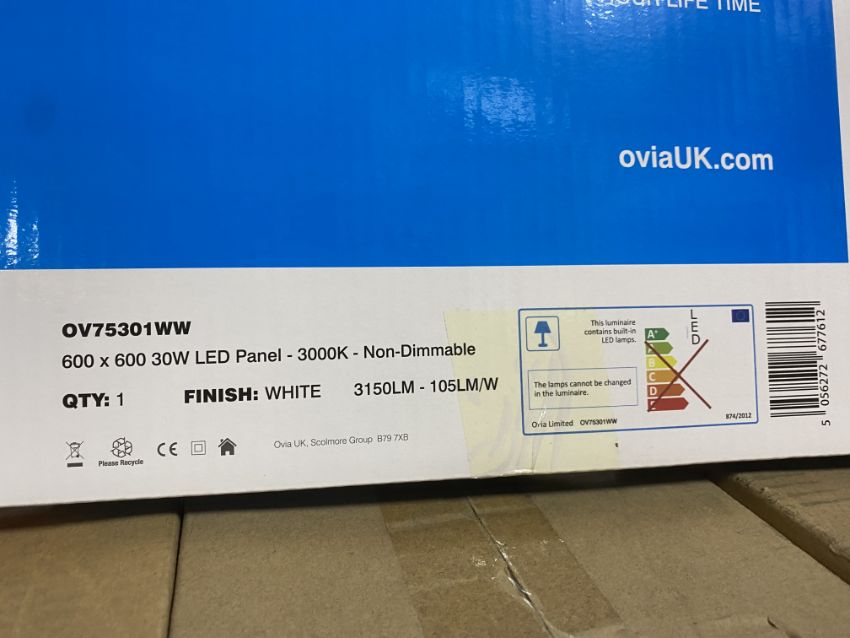 LIFE TIME
oviaUK.com
OV75301WW
600 x 600 30W LED Panel - 3000K - Non-Dimmable
QTY: 1 FINISH: WHITE 3150LM - 105LM/W
Please Recycle
CE
Ovia UK, Scolmore Group B79 7XB
This luminaire
contains built-in
LED lamps.
The lamps cannot be changed
in the luminaire.
A+
A
B
C
D
E
LED
Ovia Limited OV75301WW
874/2012
5 056272 677612